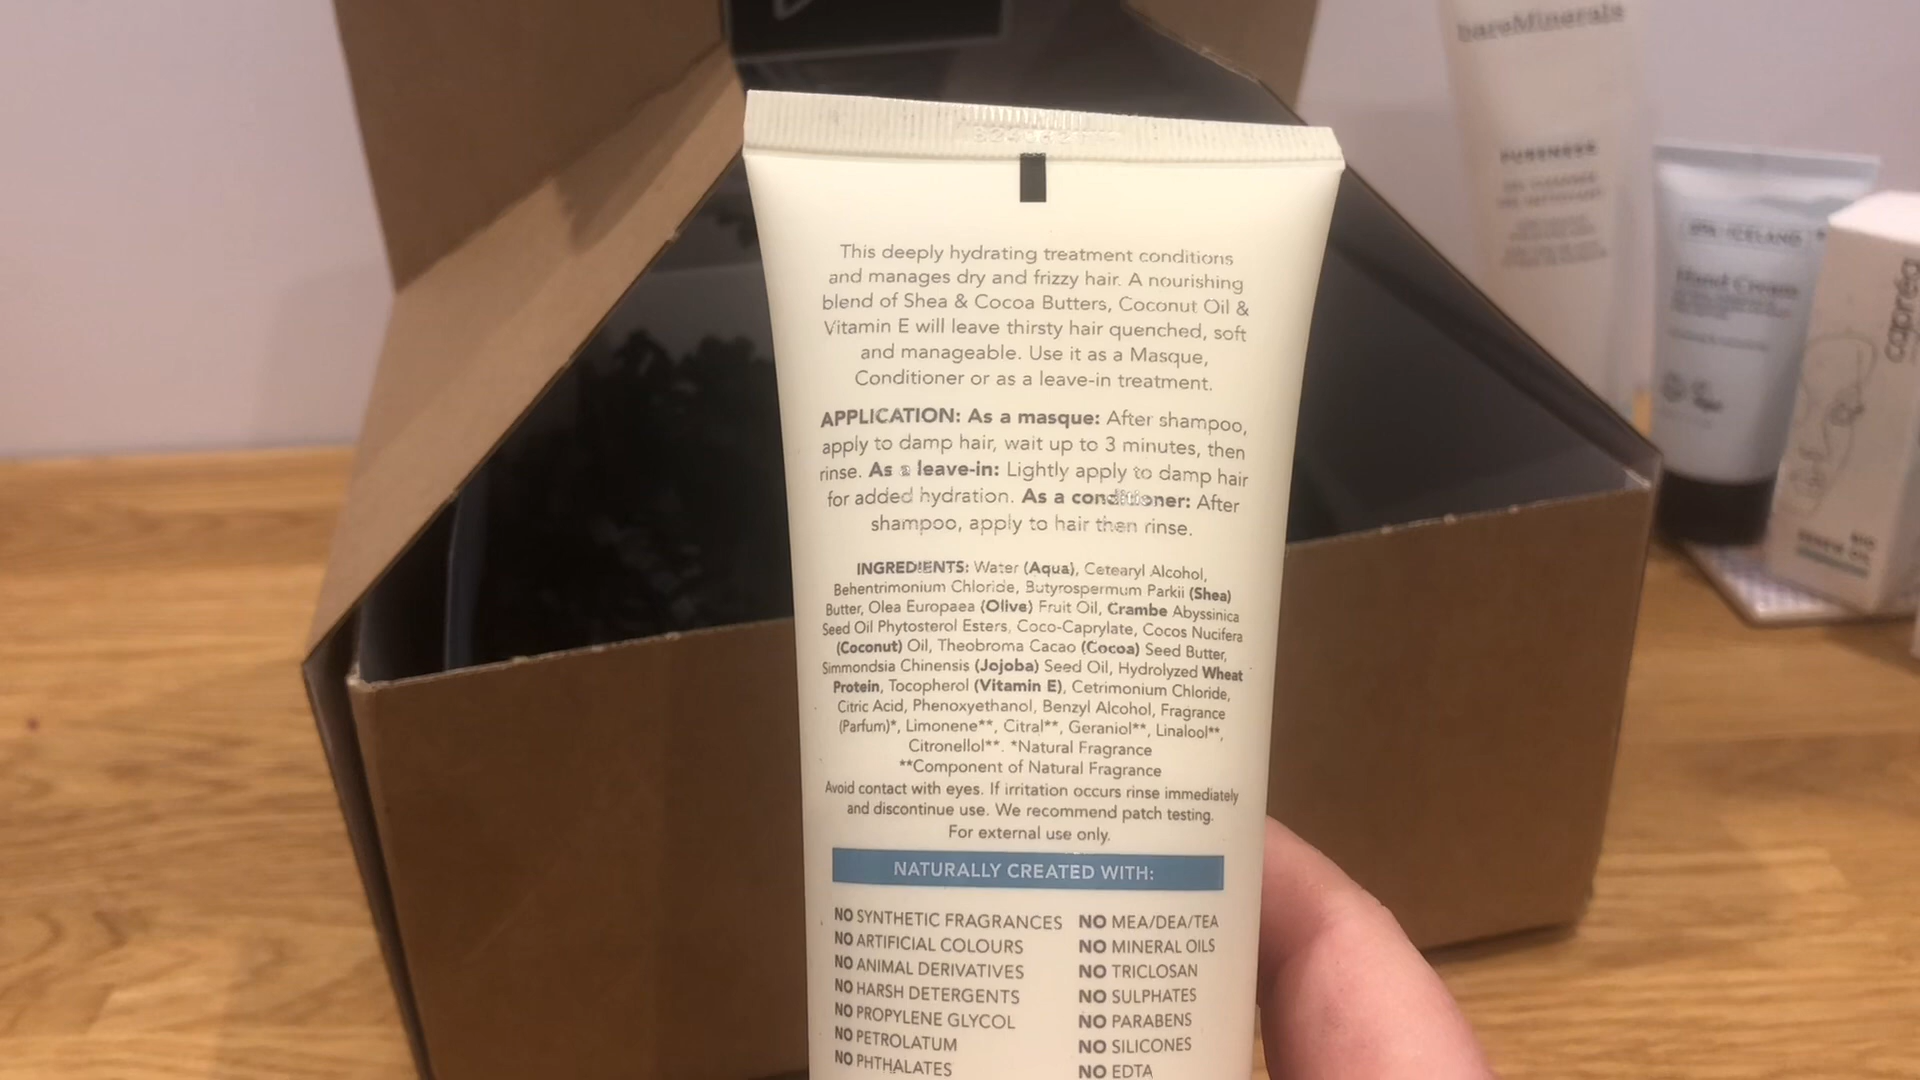 This deeply hydrating treatment conditions
and manages dry and frizzy hair. A nourishing
blend of Shea & Cocoa Butters, Coconut Oil &
Vitamin E will leave thirsty hair quenched, soft
and manageable. Use it as a Masque,
Conditioner or as a leave-in treatment.
APPLICATION: As a masque: After shampoo,
apply to damp hair, wait up to 3 minutes, then
rinse. As a leave-in: Lightly apply to damp hair
for added hydration. As a conditioner: After
shampoo, apply to hair then rinse.
INGREDIENTS: Water (Aqua), Cetearyl Alcohol,
Behentrimonium Chloride, Butyrospermum Parkii (Shea)
Butter, Olea Europaea (Olive) Fruit Oil, Crambe Abyssinica
Seed Oil Phytosterol Esters, Coco-Caprylate, Cocos Nucifera
(Coconut) Oil, Theobroma Cacao (Cocoa) Seed Butter,
Simmondsia Chinensis (Jojoba) Seed Oil, Hydrolyzed Wheat
Protein, Tocopherol (Vitamin E), Cetrimonium Chloride,
Citric Acid, Phenoxyethanol, Benzyl Alcohol, Fragrance
(Parfum)*, Limonene**, Citral**, Geraniol**, Linalool**,
Citronellol**. *Natural Fragrance
**Component of Natural Fragrance
Avoid contact with eyes. If irritation occurs rinse immediately
and discontinue use. We recommend patch testing.
For external use only.
NATURALLY CREATED WITH:
NO SYNTHETIC FRAGRANCES
NO ARTIFICIAL COLOURS
NO ANIMAL DERIVATIVES
NO HARSH DETERGENTS
NO PROPYLENE GLYCOL
NO PETROLATUM
NO PHTHALATES
NO MEA/DEA/TEA
NO MINERAL OILS
NO TRICLOSAN
NO SULPHATES
NO PARABENS
NO SILICONES
NO EDTA
bareMinerals
PURENESS
SPA OF ICELAND
Hand Cream
capréa
BIO
RENEW OIL